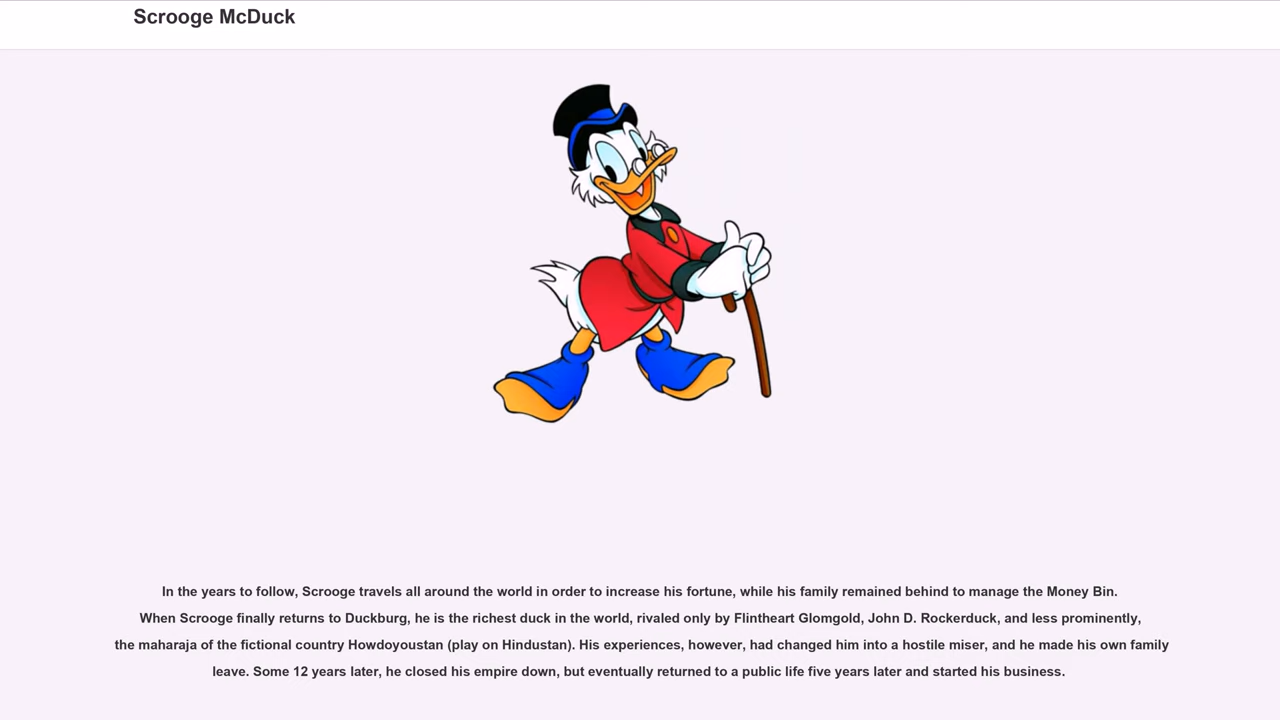 Scrooge McDuck
In the years to follow, Scrooge travels all around the world in order to increase his fortune, while his family remained behind to manage the Money Bin.
When Scrooge finally returns to Duckburg, he is the richest duck in the world, rivaled only by Flintheart Glomgold, John D. Rockerduck, and less prominently,
the maharaja of the fictional country Howdoyoustan (play on Hindustan). His experiences, however, had changed him into a hostile miser, and he made his own family
leave. Some 12 years later, he closed his empire down, but eventually returned to a public life five years later and started his business.